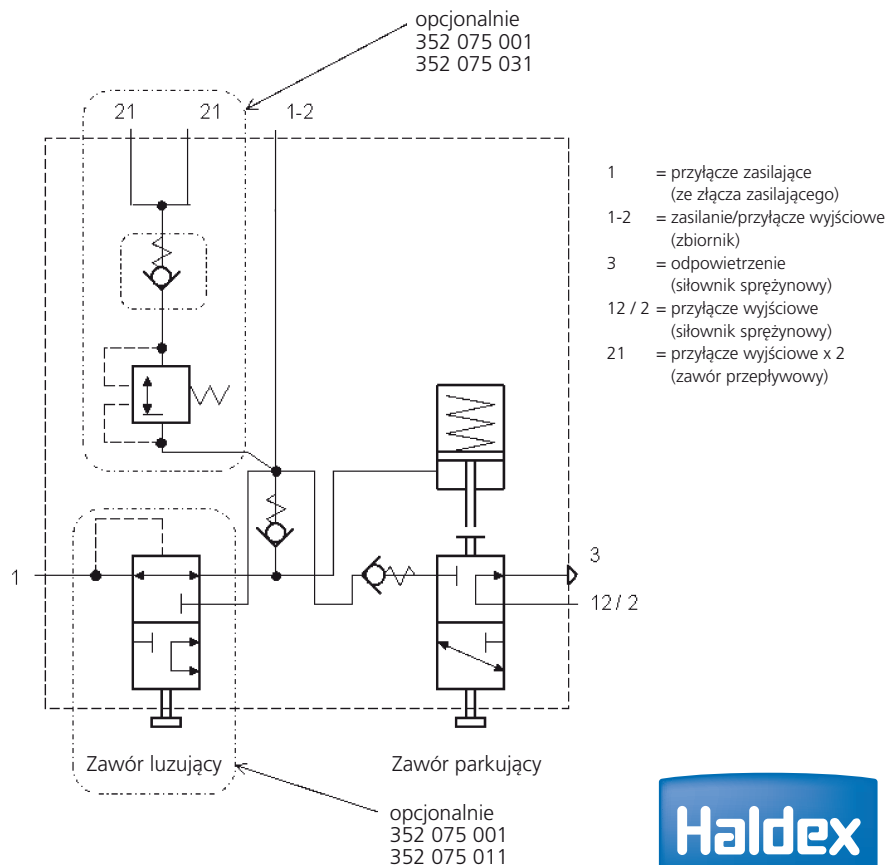 opcjonalnie
352 075 001
352 075 031
21
21
1-2
1 = przyłącze zasilające
(ze złącza zasilającego)
1-2 = zasilanie/przyłącze wyjściowe
(zbiornik)
3 = odpowietrzenie
(siłownik sprężynowy)
12 / 2 = przyłącze wyjściowe
(siłownik sprężynowy)
21 = przyłącze wyjściowe x 2
(zawór przepływowy)
1
3
12 / 2
Zawór luzujący
Zawór parkujący
opcjonalnie
352 075 001
352 075 011
Haldex